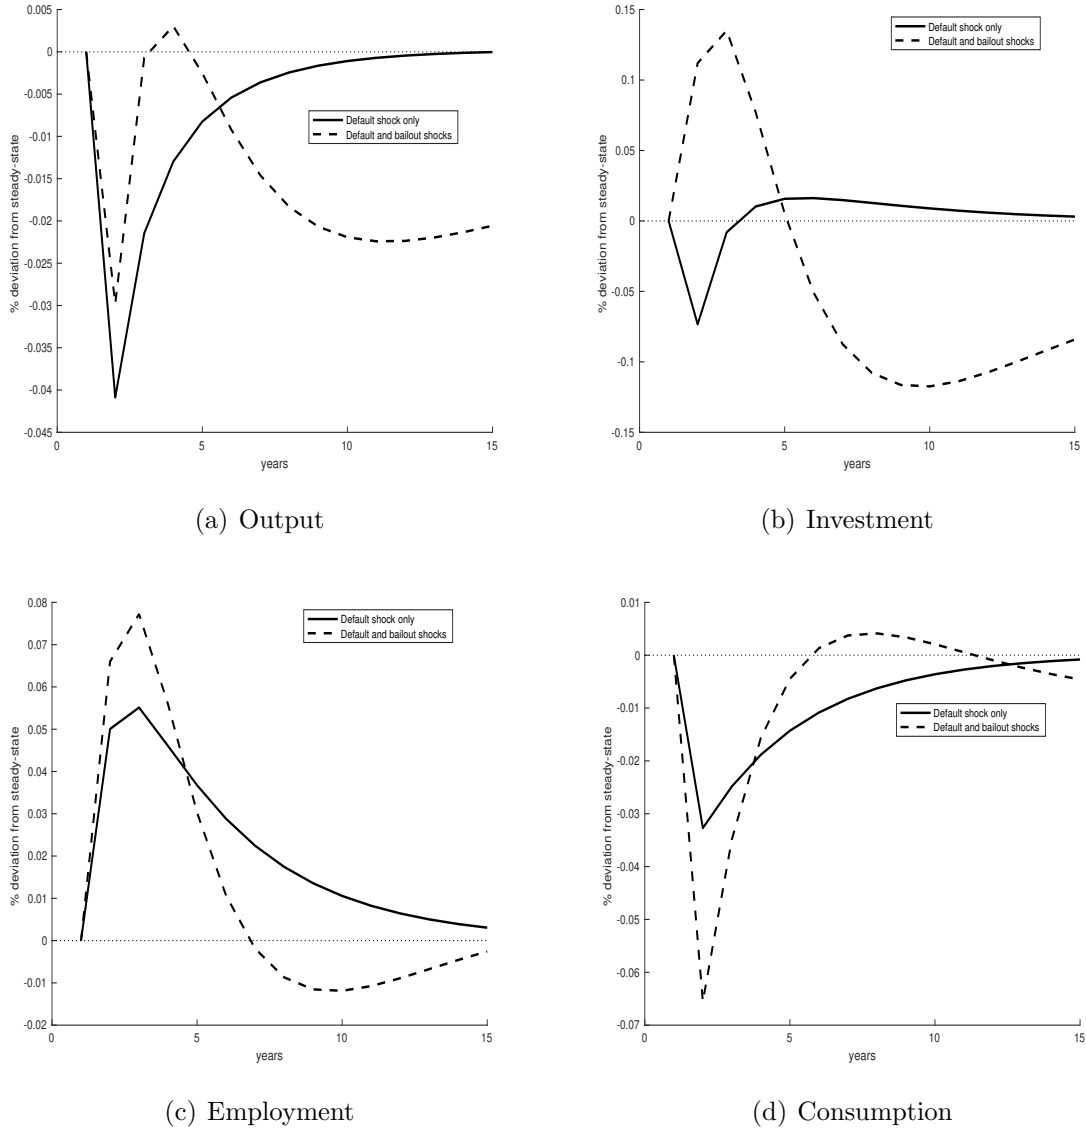 0.005
0
-0.005
-0.01
-0.015
-0.02
-0.025
-0.03
-0.035
-0.04
-0.045
% deviation from steady-state
Default shock only
Default and bailout shocks
0 5 10 15
years
(a) Output
0.15
0.1
0.05
0
-0.05
-0.1
-0.15
% deviation from steady-state
Default shock only
Default and bailout shocks
0 5 10 15
years
(b) Investment
0.08
0.07
0.06
0.05
0.04
0.03
0.02
0.01
0
-0.01
-0.02
% deviation from steady-state
Default shock only
Default and bailout shocks
0 5 10 15
years
(c) Employment
0.01
0
-0.01
-0.02
-0.03
-0.04
-0.05
-0.06
-0.07
% deviation from steady-state
Default shock only
Default and bailout shocks
0 5 10 15
years
(d) Consumption